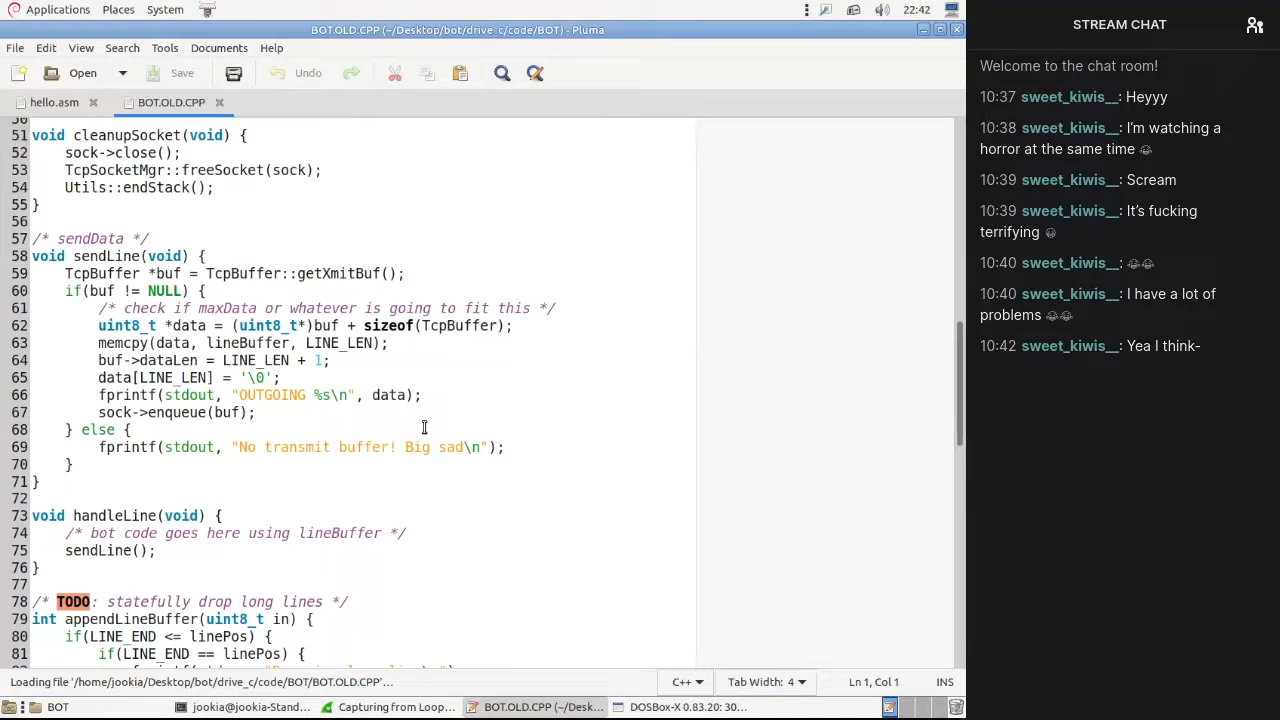 Applications Places System 22:42
BOT.OLD.CPP (~/Desktop/bot/drive_c/code/BOT) - Pluma
File Edit View Search Tools Documents Help
Open Save Undo
hello.asm BOT.OLD.CPP
50
51 void cleanupSocket(void) {
52 sock->close();
53 TcpSocketMgr::freeSocket(sock);
54 Utils::endStack();
55 }
56
57 /* sendData */
58 void sendLine(void) {
59 TcpBuffer *buf = TcpBuffer::getXmitBuf();
60 if(buf != NULL) {
61 /* check if maxData or whatever is going to fit this */
62 uint8_t *data = (uint8_t*)buf + sizeof(TcpBuffer);
63 memcpy(data, lineBuffer, LINE_LEN);
64 buf->dataLen = LINE_LEN + 1;
65 data[LINE_LEN] = '\0';
66 fprintf(stdout, "OUTGOING %s\n", data);
67 sock->enqueue(buf);
68 } else {
69 fprintf(stdout, "No transmit buffer! Big sad\n");
70 }
71 }
72
73 void handleLine(void) {
74 /* bot code goes here using lineBuffer */
75 sendLine();
76 }
77
78 /* TODO: statefully drop long lines */
79 int appendLineBuffer(uint8_t in) {
80 if(LINE_END <= linePos) {
81 if(LINE_END == linePos) {
Loading file '/home/jookia/Desktop/bot/drive_c/code/BOT/BOT.OLD.CPP'… C++ Tab Width: 4 Ln 1, Col 1 INS
BOT jookia@jookia-Stand... Capturing from Loop... BOT.OLD.CPP (~/Desk... DOSBox-X 0.83.20: 30...
STREAM CHAT
Welcome to the chat room!
10:37 sweet_kiwis__: Heyyy
10:38 sweet_kiwis__: I'm watching a
horror at the same time 😂
10:39 sweet_kiwis__: Scream
10:39 sweet_kiwis__: It's fucking
terrifying 😀
10:40 sweet_kiwis__: 😂😂
10:40 sweet_kiwis__: I have a lot of
problems 😂😂
10:42 sweet_kiwis__: Yea I think-